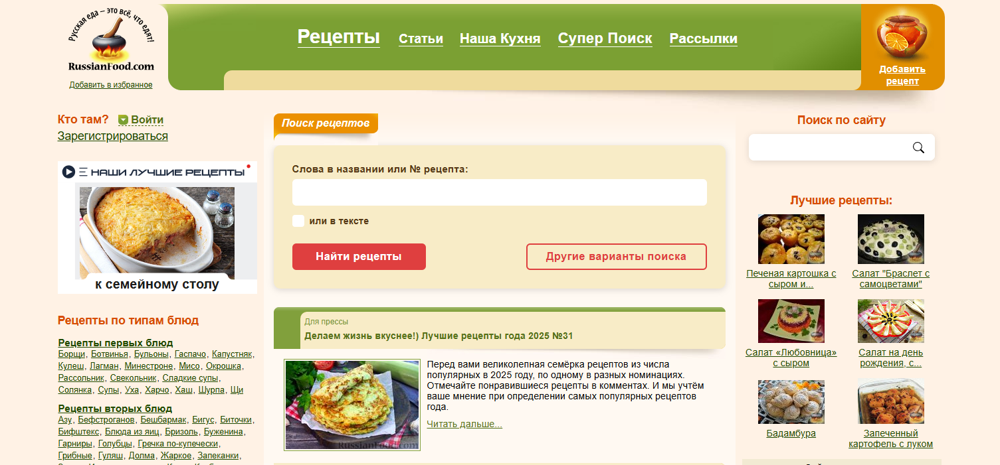 Русская еда – это всё, что едят!
RussianFood.com
Добавить в избранное
Рецепты Статьи Наша Кухня Супер Поиск Рассылки
Добавить
рецепт
Кто там? Войти
Зарегистрироваться
НАШИ ЛУЧШИЕ РЕЦЕПТЫ
к семейному столу
Рецепты по типам блюд
Рецепты первых блюд
Борщи, Ботвинья, Бульоны, Гаспачо, Капустняк,
Кулеш, Лагман, Минестроне, Мисо, Окрошка,
Рассольник, Свекольник, Сладкие супы,
Солянка, Супы, Уха, Харчо, Хаш, Шурпа, Щи
Рецепты вторых блюд
Азу, Бефстроганов, Бешбармак, Бигус, Биточки,
Бифштекс, Блюда из яиц, Бризоль, Буженина,
Гарниры, Голубцы, Гречка по-купечески,
Грибные, Гуляш, Долма, Жаркое, Запеканки,
Поиск рецептов
Слова в названии или № рецепта:
или в тексте
Найти рецепты
Другие варианты поиска
Для прессы
Делаем жизнь вкуснее!) Лучшие рецепты года 2025 №31
Перед вами великолепная семёрка рецептов из числа
популярных в 2025 году, по одному в разных номинациях.
Отмечайте понравившиеся рецепты в комментах. И мы учтём
ваше мнение при определении самых популярных рецептов
года.
Читать дальше...
RussianFood.com
Поиск по сайту
Лучшие рецепты:
Печеная картошка с
сыром и...
Салат "Браслет с
самоцветами"
Салат «Любовница»
с сыром
Салат на день
рождения, с...
Бадамбура
Запеченный
картофель с луком